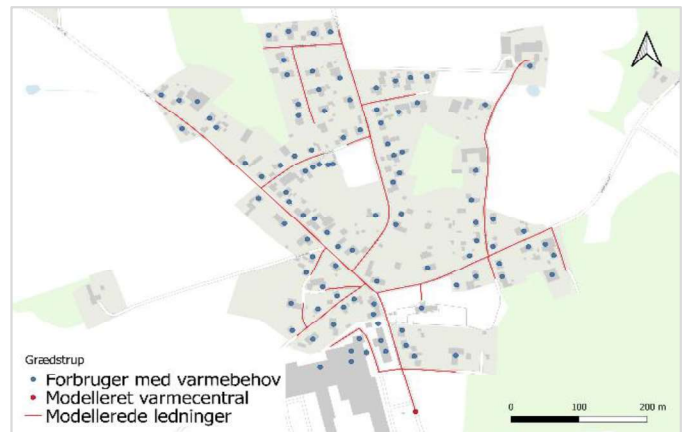 Grædstrup
Forbruger med varmebehov
Modelleret varmecentral
Modellerede ledninger
0 100 200 m